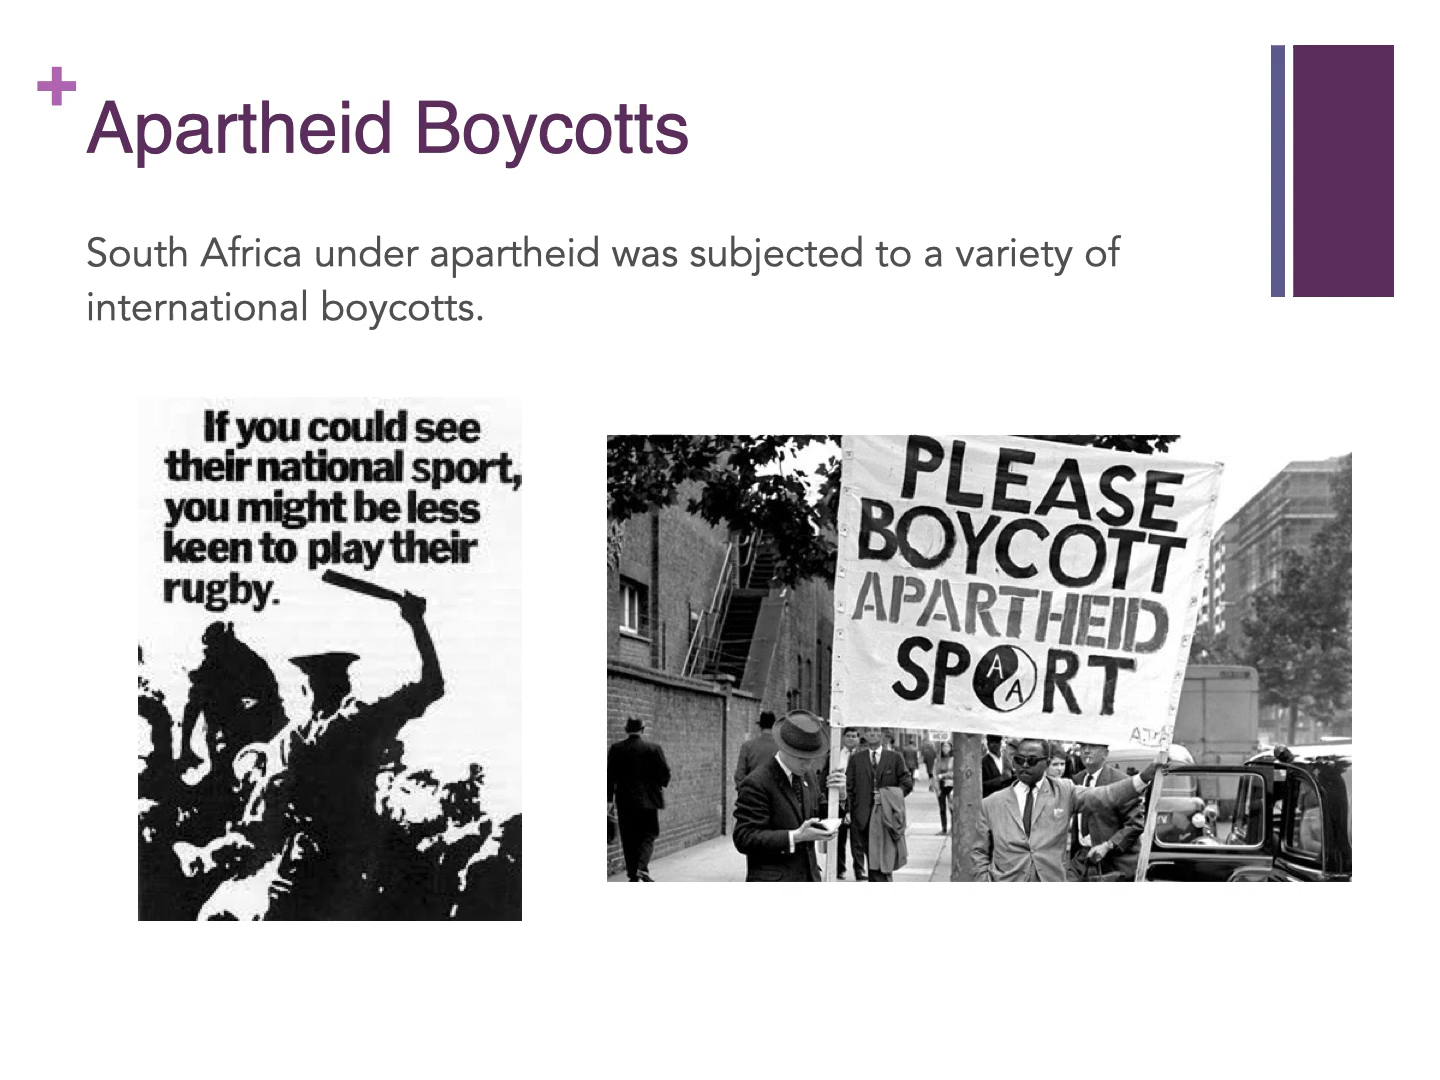 +
Apartheid Boycotts
South Africa under apartheid was subjected to a variety of
international boycotts.
If you could see
their national sport,
you might be less
keen to play their
rugby.
PLEASE
BOYCOTT
APARTHEID
SPORT
AA